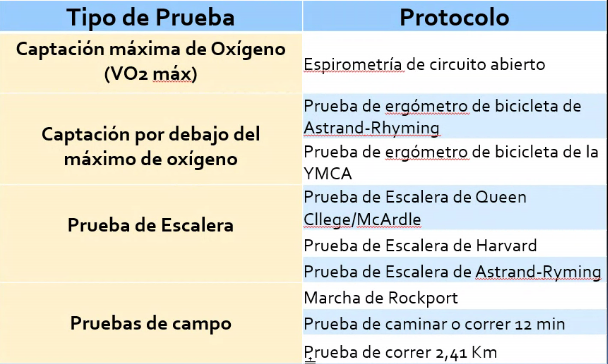 Tipo de Prueba
Protocolo
Captación máxima de Oxígeno
(VO2 máx)
Espirometría de circuito abierto
Captación por debajo del
máximo de oxígeno
Prueba de ergómetro de bicicleta de
Astrand-Rhyming
Prueba de ergómetro de bicicleta de la
YMCA
Prueba de Escalera
Prueba de Escalera de Queen
Cllege/McArdle
Prueba de Escalera de Harvard
Prueba de Escalera de Astrand-Ryming
Pruebas de campo
Marcha de Rockport
Prueba de caminar o correr 12 min
Prueba de correr 2,41 Km